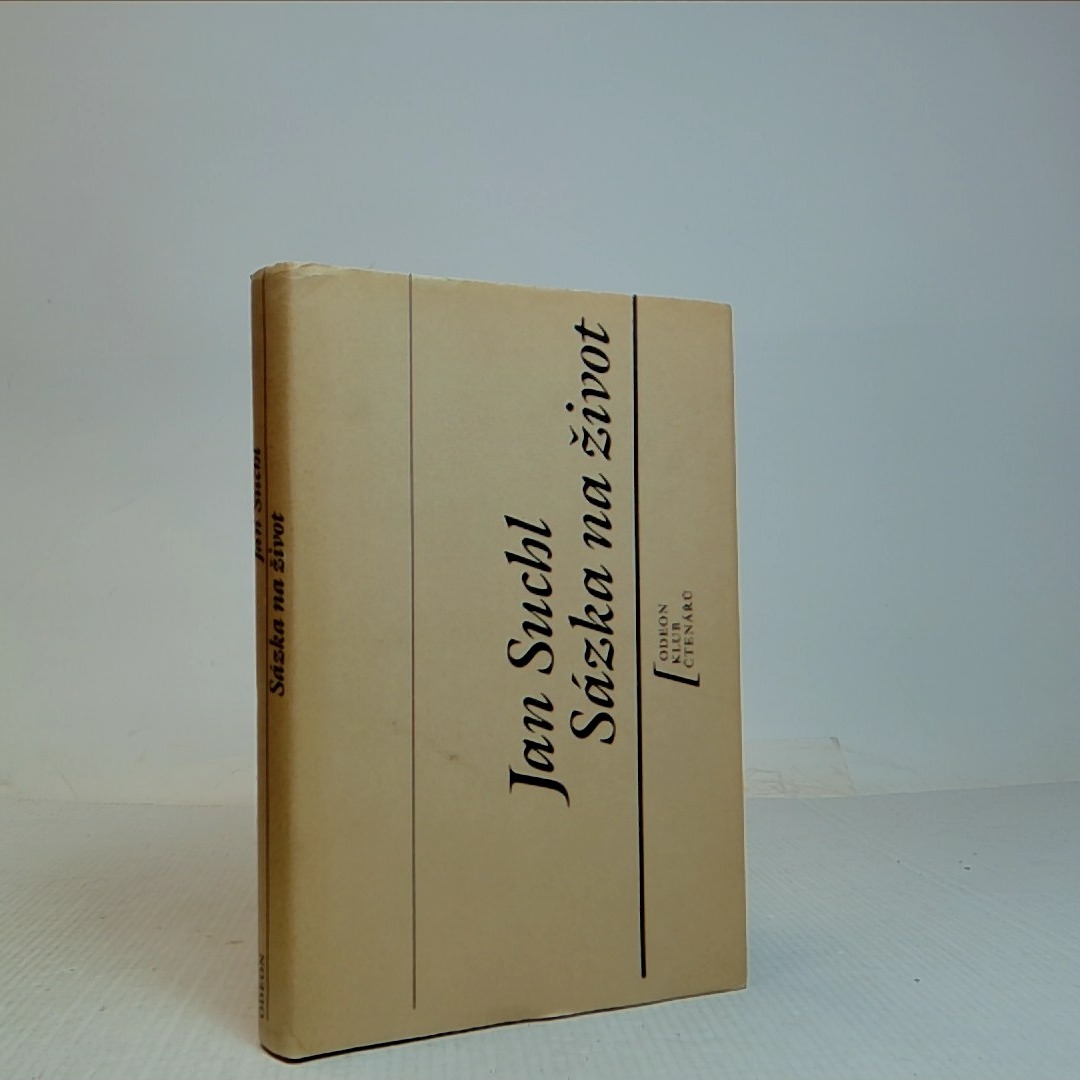 Jan Suchl
Sázka na život
ODEON
KLUB
ČTENÁŘŮ
Jan Suchl
Sázka na život
ODEON